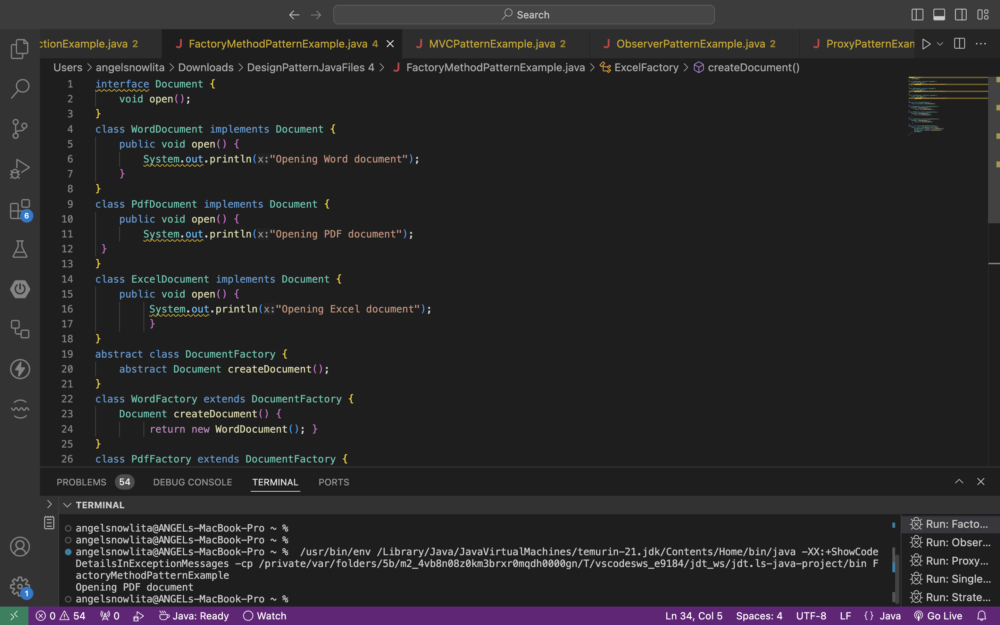 Search
ctionExample.java 2
FactoryMethodPatternExample.java 4
MVCPatternExample.java 2
ObserverPatternExample.java 2
ProxyPatternExan
Users > angelsnowlita > Downloads > DesignPatternJavaFiles 4 > J FactoryMethodPatternExample.java > ExcelFactory > createDocument()
1 interface Document {
2     void open();
3 }
4 class WordDocument implements Document {
5     public void open() {
6         System.out.println(x:"Opening Word document");
7     }
8 }
9 class PdfDocument implements Document {
10     public void open() {
11         System.out.println(x:"Opening PDF document");
12  }
13 }
14 class ExcelDocument implements Document {
15     public void open() {
16          System.out.println(x:"Opening Excel document");
17          }
18 }
19 abstract class DocumentFactory {
20     abstract Document createDocument();
21 }
22 class WordFactory extends DocumentFactory {
23     Document createDocument() {
24          return new WordDocument(); }
25 }
26 class PdfFactory extends DocumentFactory {
6
PROBLEMS 54 DEBUG CONSOLE TERMINAL PORTS
TERMINAL
angelsnowlita@ANGELs-MacBook-Pro ~ %
angelsnowlita@ANGELs-MacBook-Pro ~ %
angelsnowlita@ANGELs-MacBook-Pro ~ %  /usr/bin/env /Library/Java/JavaVirtualMachines/temurin-21.jdk/Contents/Home/bin/java -XX:+ShowCode
DetailsInExceptionMessages -cp /private/var/folders/5b/m2_4vb8n08z0km3brxr0mqdh0000gn/T/vscodesws_e9184/jdt_ws/jdt.ls-java-project/bin F
actoryMethodPatternExample
Opening PDF document
angelsnowlita@ANGELs-MacBook-Pro ~ %
Run: Facto...
Run: Obser...
Run: Proxy...
Run: Single...
Run: Strate...
1
0 54 0 Java: Ready Watch Ln 34, Col 5 Spaces: 4 UTF-8 LF {} Java Go Live